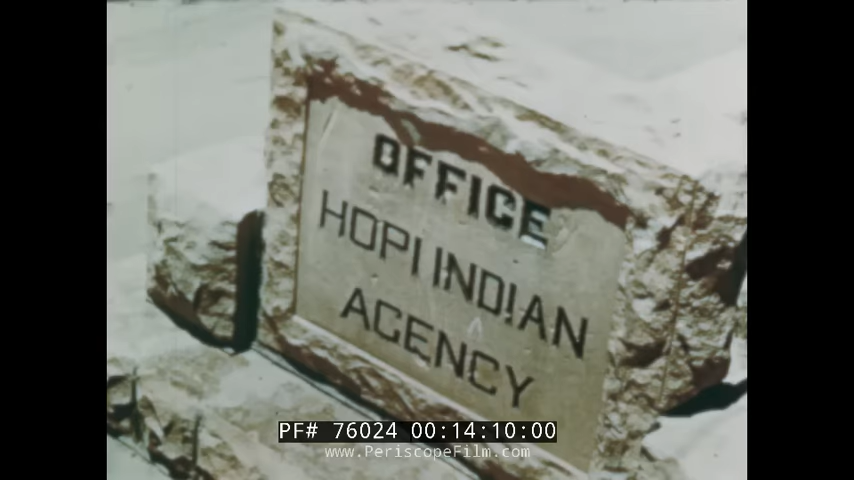 OFFICE
HOPI INDIAN
AGENCY
PF# 76024 00:14:10:00
www.PeriscopeFilm.com